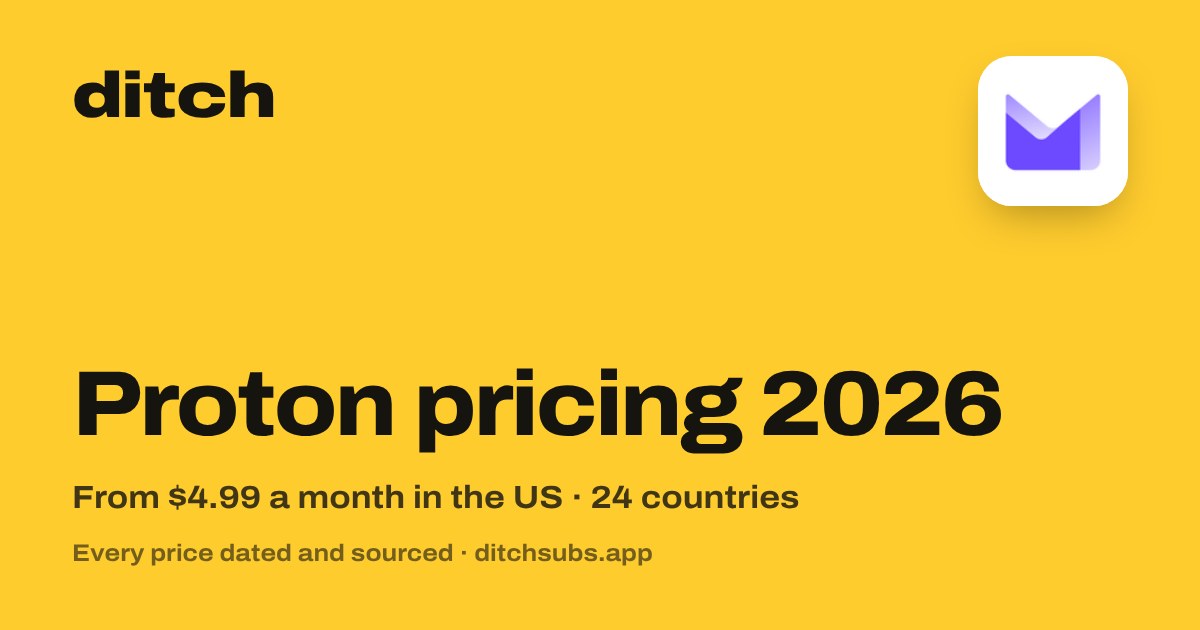 ditch
Proton pricing 2026
From $4.99 a month in the US · 24 countries
Every price dated and sourced · ditchsubs.app